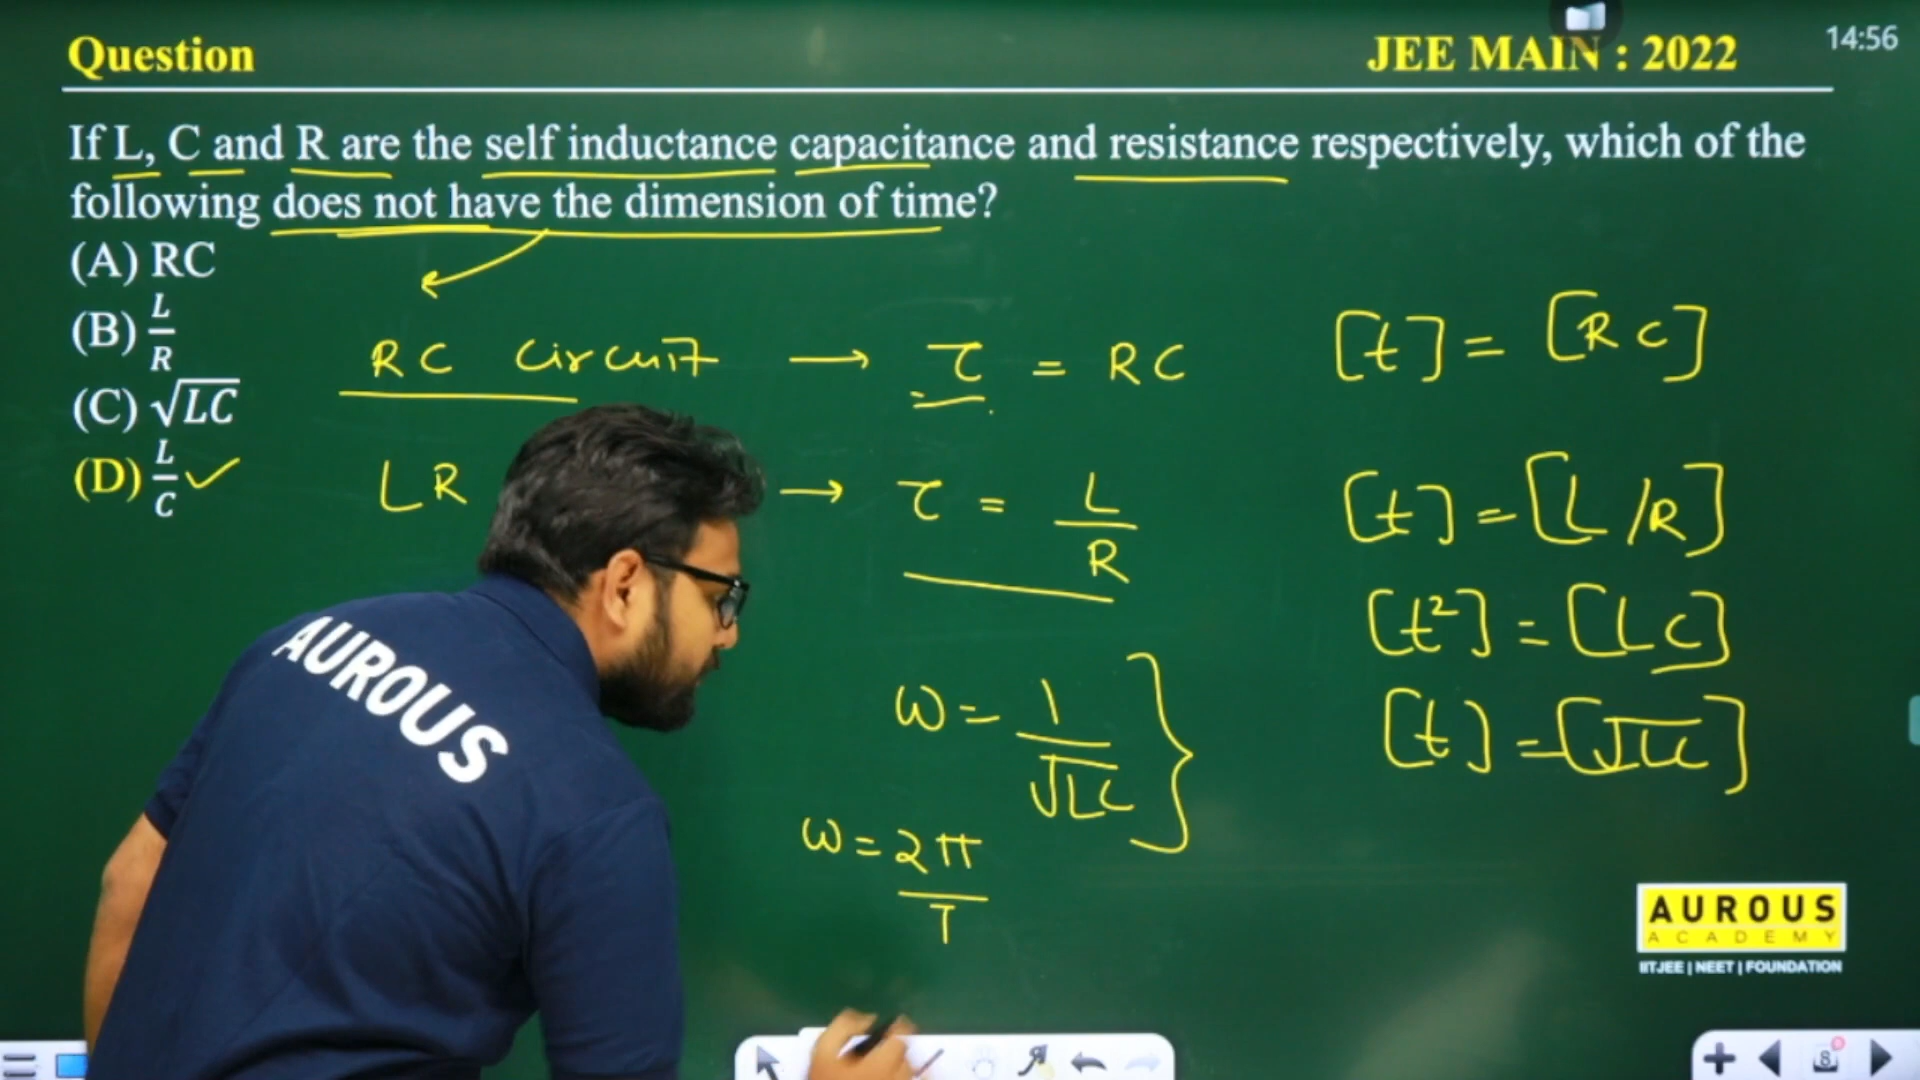 Question
JEE MAIN : 2022
14:56
If L, C and R are the self inductance capacitance and resistance respectively, which of the
following does not have the dimension of time?
(A) RC
(B) L/R
(C) √LC
(D) L/C ✓
RC Circuit → τ = RC
[t] = [RC]
LR → τ = L/R
[t] = [L/R]
[t²] = [LC]
ω = 1/√LC }
[t] = [√LC]
ω = 2π/T
AUROUS
AUROUS
ACADEMY
IITJEE | NEET | FOUNDATION
8